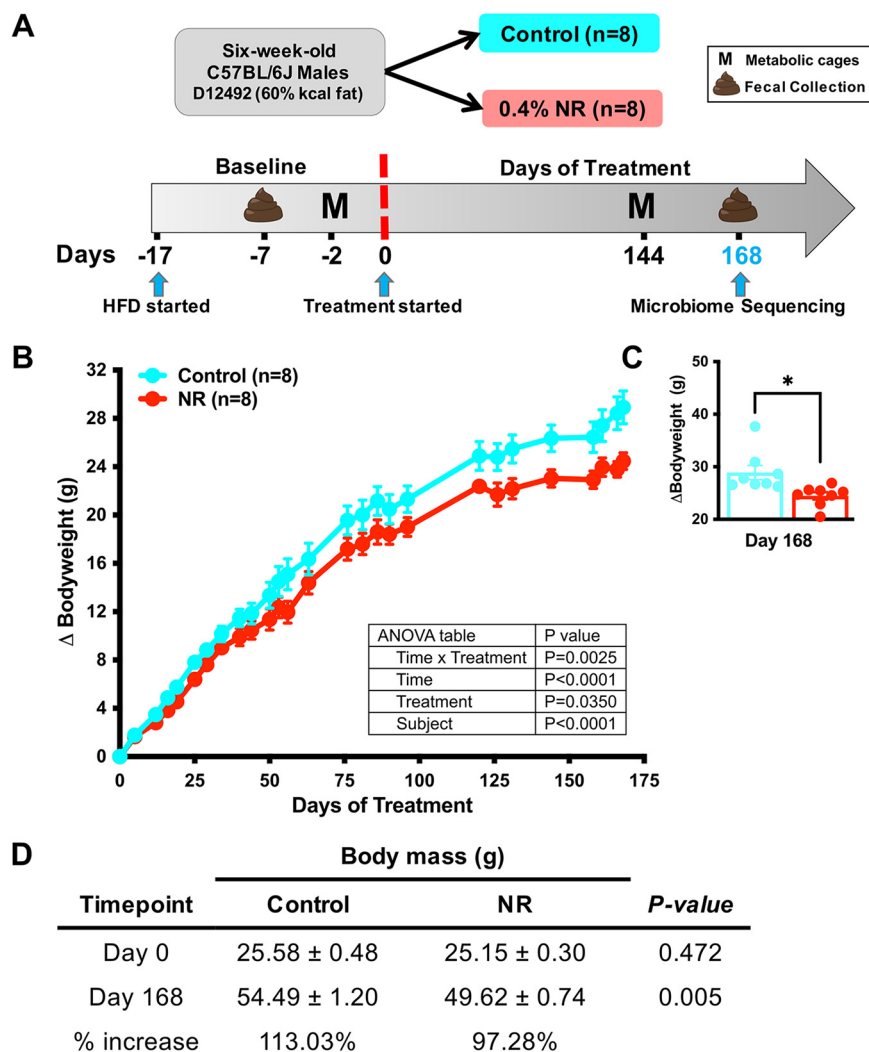 A
Six-week-old
C57BL/6J Males
D12492 (60% kcal fat)
Control (n=8)
0.4% NR (n=8)
M Metabolic cages
Fecal Collection
Baseline
Days of Treatment
M
M
Days
-17
-7
-2
0
144
168
HFD started
Treatment started
Microbiome Sequencing
B
Control (n=8)
NR (n=8)
Δ Bodyweight (g)
32
28
24
20
16
12
8
4
0
0
25
50
75
100
125
150
175
Days of Treatment
ANOVA table P value
Time x Treatment P=0.0025
Time P<0.0001
Treatment P=0.0350
Subject P<0.0001
C
ΔBodyweight (g)
50
40
30
20
*
Day 168
D
Body mass (g)
Timepoint Control NR P-value
Day 0 25.58 ± 0.48 25.15 ± 0.30 0.472
Day 168 54.49 ± 1.20 49.62 ± 0.74 0.005
% increase 113.03% 97.28%